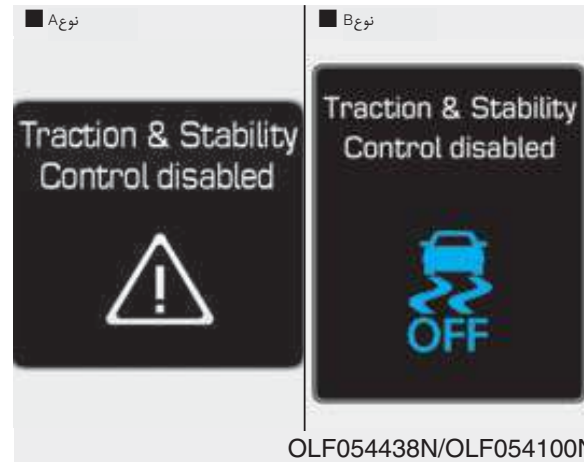 ■ نوعA
■ نوعB
Traction & Stability
Control disabled
Traction & Stability
Control disabled
OFF
OLF054438N/OLF054100N